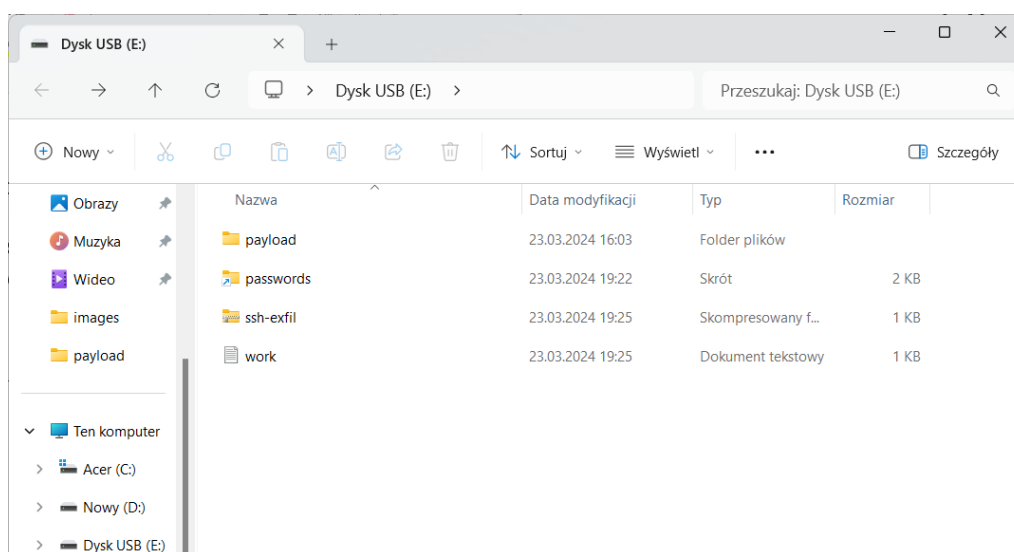 Dysk USB (E:)
Dysk USB (E:)
Przeszukaj: Dysk USB (E:)
Nowy
Sortuj
Wyświetl
Szczegóły
Obrazy
Muzyka
Wideo
images
payload
Ten komputer
Acer (C:)
Nowy (D:)
Dysk USB (E:)
Nazwa Data modyfikacji Typ Rozmiar
payload 23.03.2024 16:03 Folder plików
passwords 23.03.2024 19:22 Skrót 2 KB
ssh-exfil 23.03.2024 19:25 Skompresowany f... 1 KB
work 23.03.2024 19:25 Dokument tekstowy 1 KB